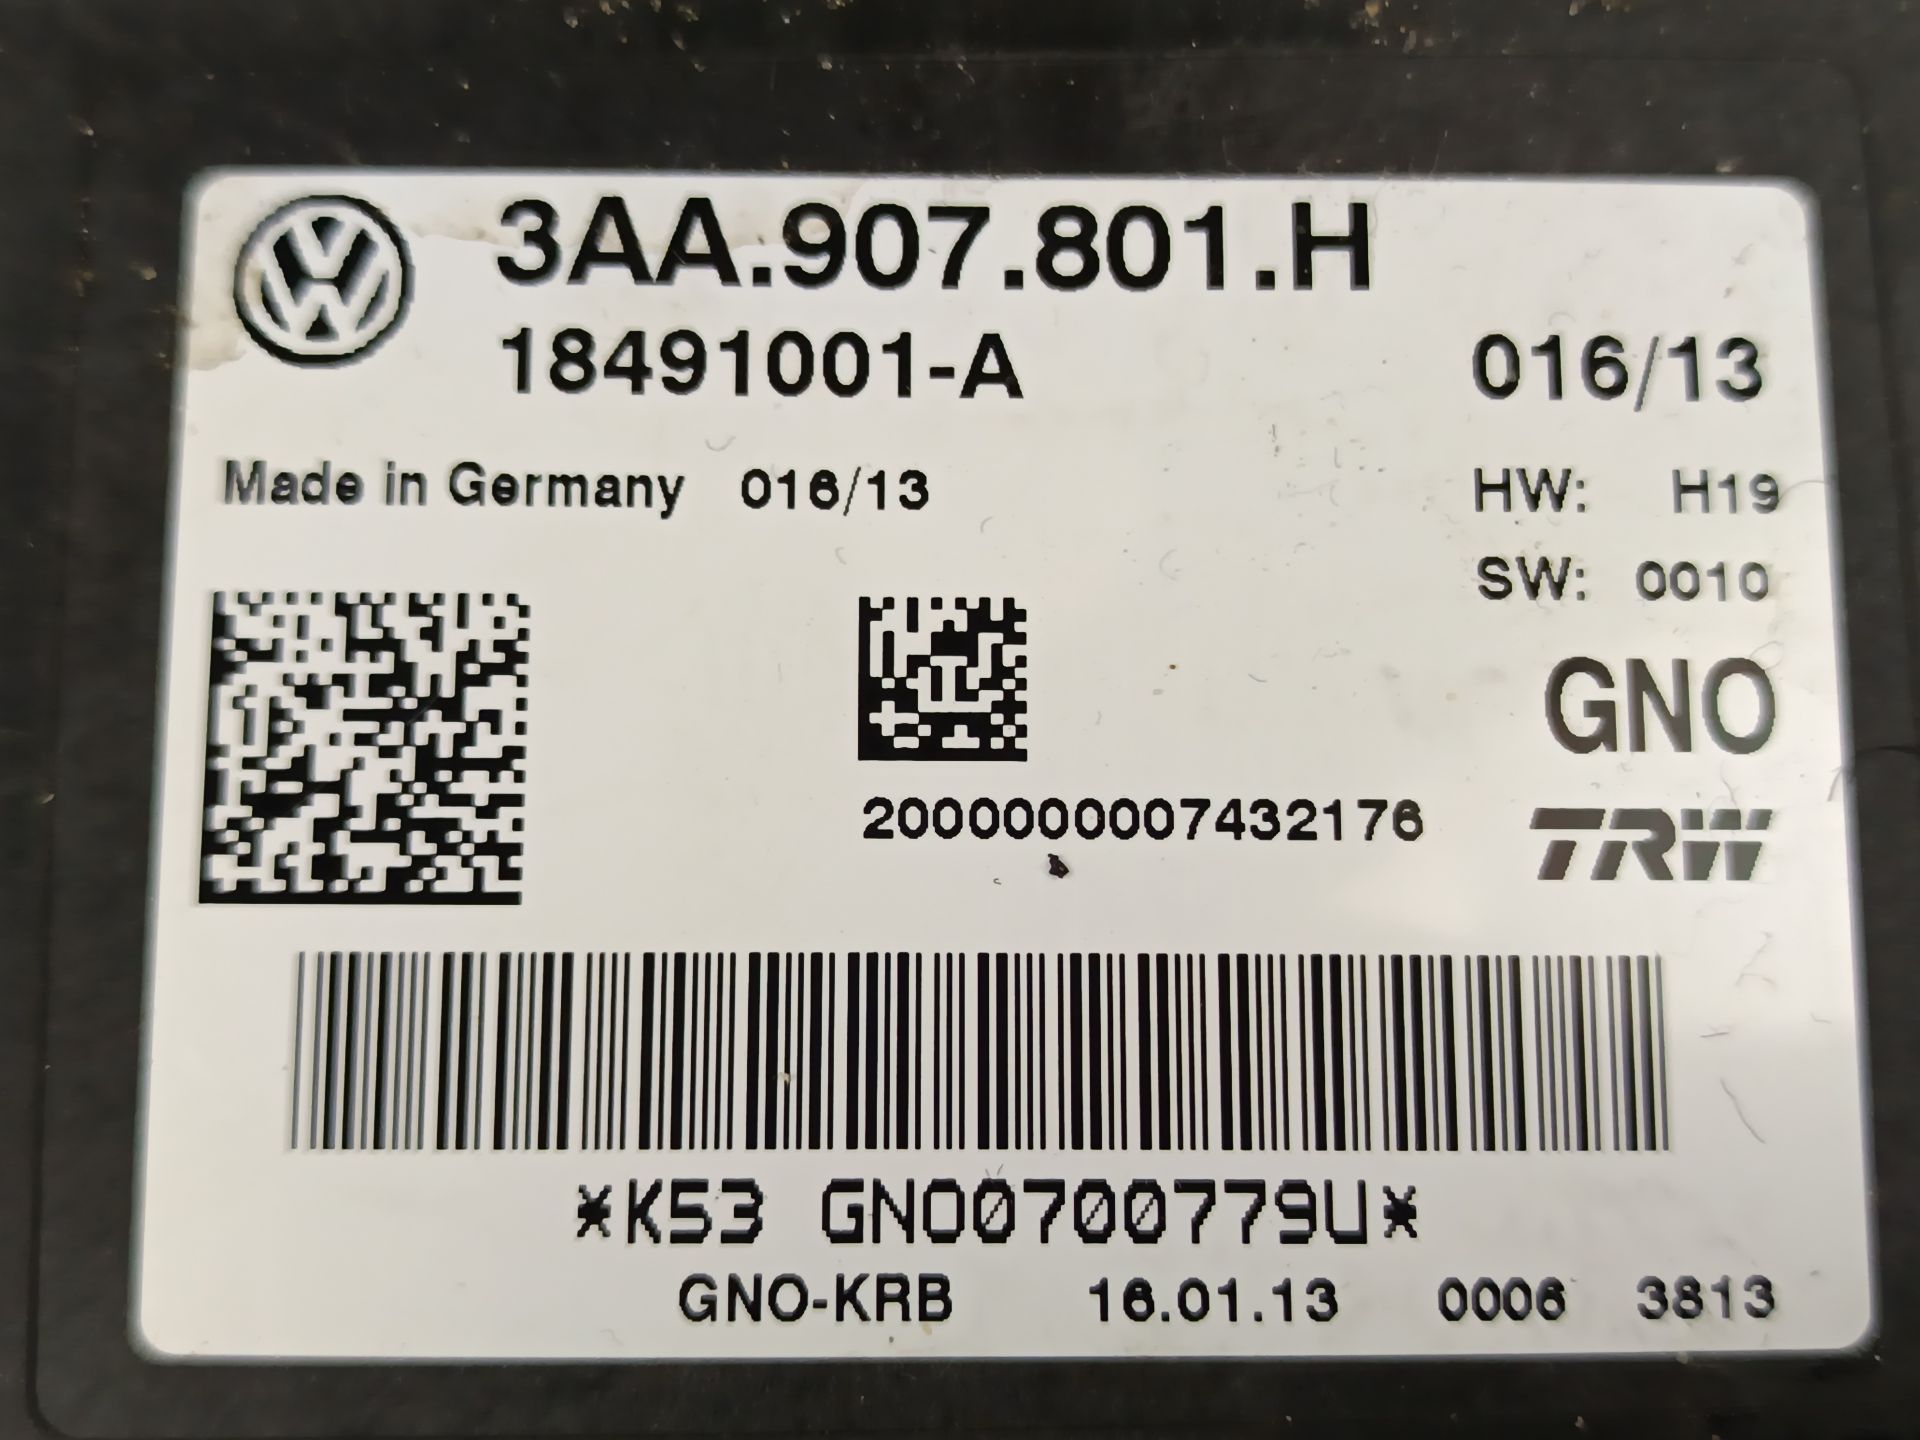 3AA.907.801.H
18491001-A 016/13
Made in Germany 016/13 HW: H19
SW: 0010
GNO
2000000007432176 TRW
*K53 GNO0700779U*
GNO-KRB 16.01.13 0006 3813